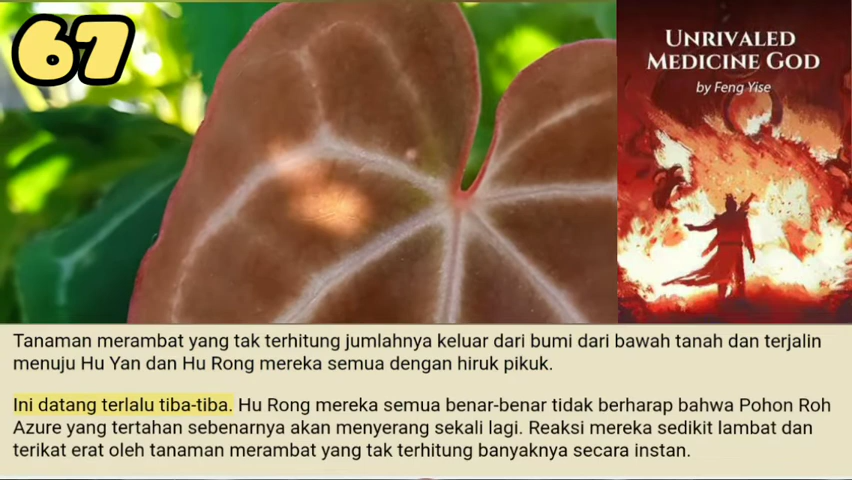 67
UNRIVALED
MEDICINE GOD
by Feng Yise
Tanaman merambat yang tak terhitung jumlahnya keluar dari bumi dari bawah tanah dan terjalin
menuju Hu Yan dan Hu Rong mereka semua dengan hiruk pikuk.
Ini datang terlalu tiba-tiba. Hu Rong mereka semua benar-benar tidak berharap bahwa Pohon Roh
Azure yang tertahan sebenarnya akan menyerang sekali lagi. Reaksi mereka sedikit lambat dan
terikat erat oleh tanaman merambat yang tak terhitung banyaknya secara instan.